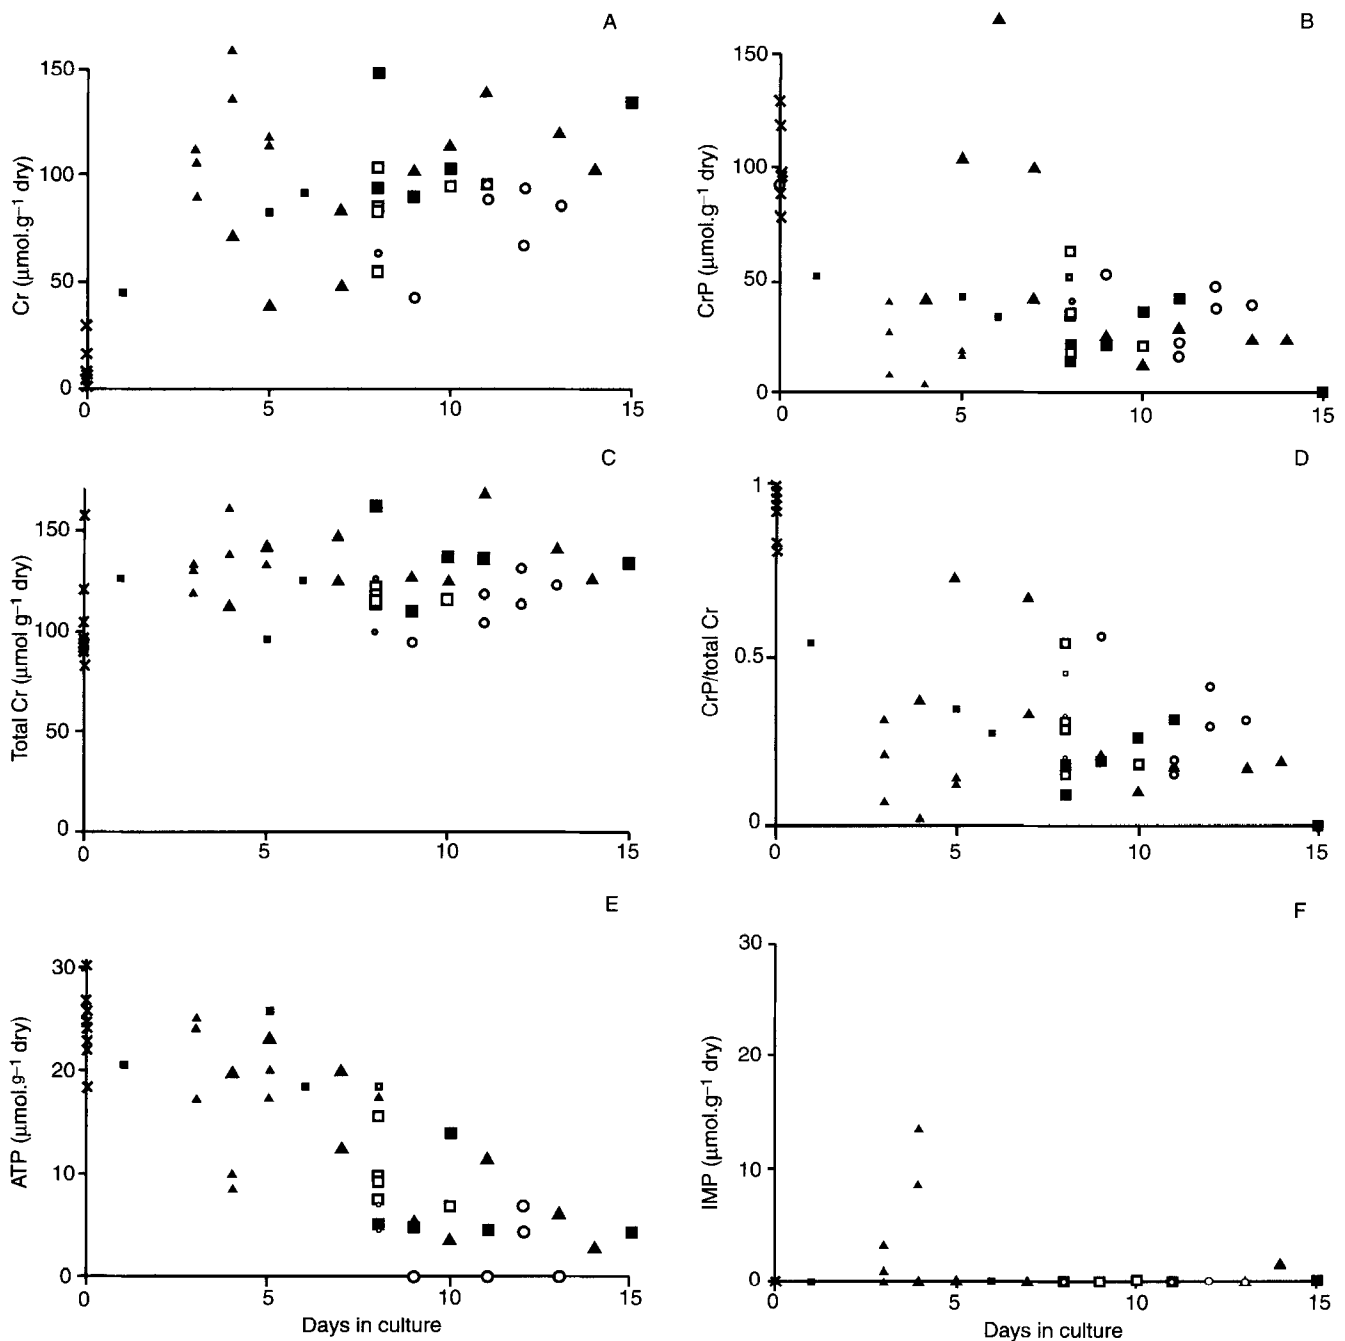 A
150
100
50
0
0 5 10 15
Cr (μmol.g⁻¹ dry)
B
150
100
50
0
0 5 10 15
CrP (μmol.g⁻¹ dry)
C
150
100
50
0
0 5 10 15
Total Cr (μmol g⁻¹ dry)
D
1
0.5
0
0 5 10 15
CrP/total Cr
E
30
20
10
0
0 5 10 15
ATP (μmol.g⁻¹ dry)
Days in culture
F
30
20
10
0
0 5 10 15
IMP (μmol.g⁻¹ dry)
Days in culture